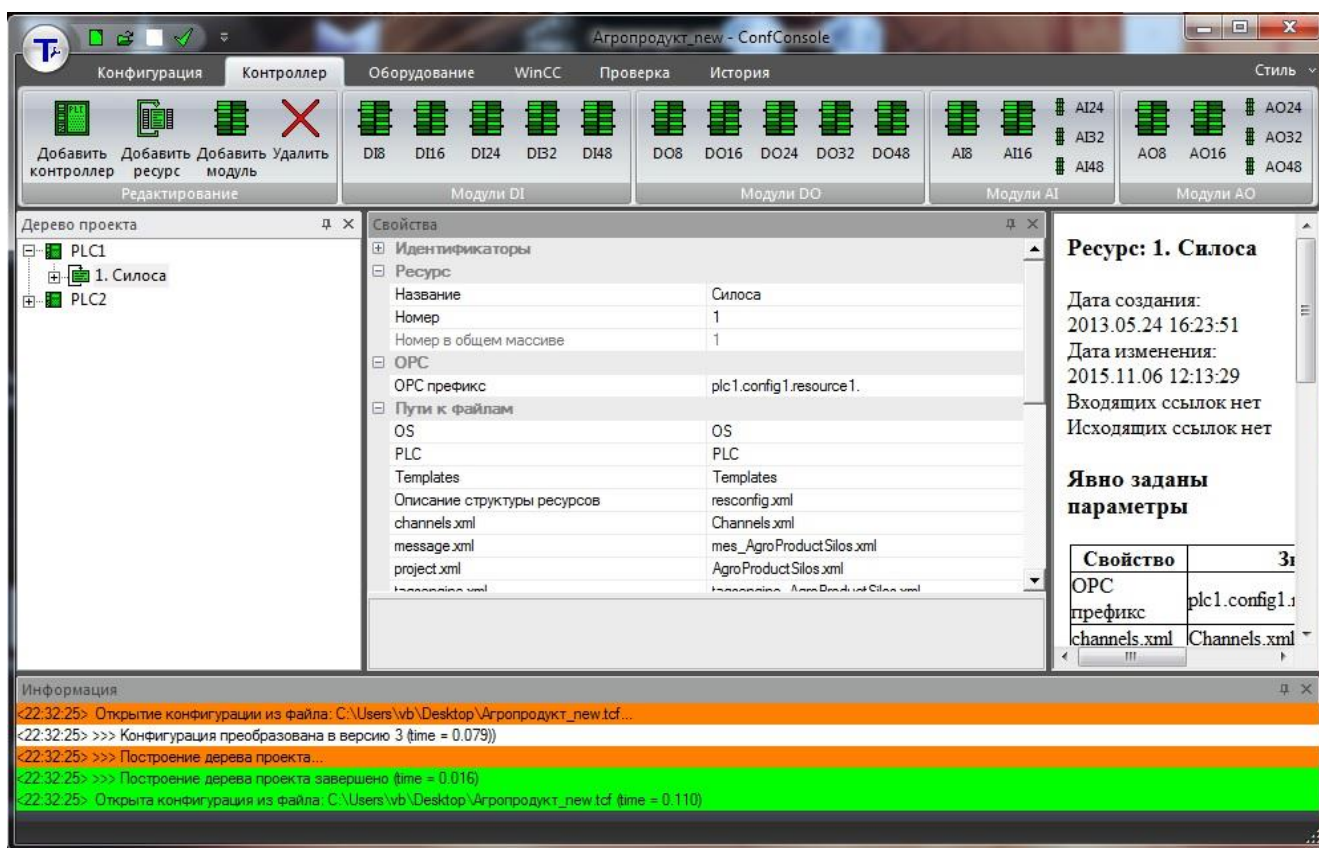 Агропродукт_new - ConfConsole
Конфигурация Контроллер Оборудование WinCC Проверка История Стиль
PLC
AI24 AO24
AI32 AO32
AI48 AO48
Добавить контроллер Добавить ресурс Добавить модуль Удалить DI8 DI16 DI24 DI32 DI48 DO8 DO16 DO24 DO32 DO48 AI8 AI16 AO8 AO16
Редактирование Модули DI Модули DO Модули AI Модули AO
Дерево проекта
PLC1
1. Силоса
PLC2
Свойства
Идентификаторы
Ресурс
Название Силоса
Номер 1
Номер в общем массиве 1
OPC
OPC префикс plc1.config1.resource1.
Пути к файлам
OS OS
PLC PLC
Templates Templates
Описание структуры ресурсов resconfig.xml
channels.xml Channels.xml
message.xml mes_AgroProductSilos.xml
project.xml AgroProductSilos.xml
Ресурс: 1. Силоса
Дата создания:
2013.05.24 16:23:51
Дата изменения:
2015.11.06 12:13:29
Входящих ссылок нет
Исходящих ссылок нет
Явно заданы
параметры
Свойство
OPC
префикс plc1.config1.
channels.xml Channels.xml
Информация
<22:32:25> Открытие конфигурации из файла: C:\Users\vb\Desktop\Агропродукт_new.tcf...
<22:32:25> >>> Конфигурация преобразована в версию 3 (time = 0.079))
<22:32:25> >>> Построение дерева проекта...
<22:32:25> >>> Построение дерева проекта завершено (time = 0.016)
<22:32:25> Открыта конфигурация из файла: C:\Users\vb\Desktop\Агропродукт_new.tcf (time = 0.110)